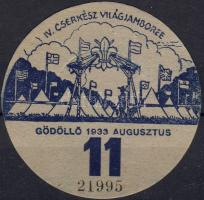 IV. CSERKÉSZ VILÁGJAMBOREE
GÖDÖLLŐ 1933 AUGUSZTUS
11
21995